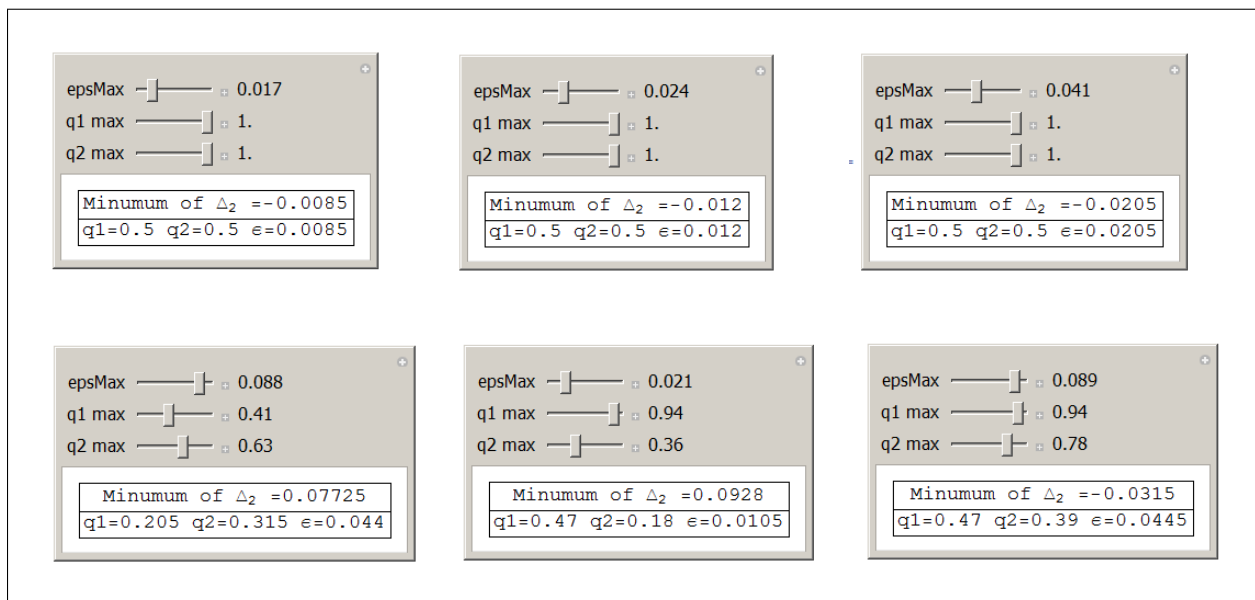 epsMax 0.017
q1 max 1.
q2 max 1.
Minumum of Δ₂ =-0.0085
q1=0.5 q2=0.5 ϵ=0.0085
epsMax 0.024
q1 max 1.
q2 max 1.
Minumum of Δ₂ =-0.012
q1=0.5 q2=0.5 ϵ=0.012
epsMax 0.041
q1 max 1.
q2 max 1.
Minumum of Δ₂ =-0.0205
q1=0.5 q2=0.5 ϵ=0.0205
epsMax 0.088
q1 max 0.41
q2 max 0.63
Minumum of Δ₂ =0.07725
q1=0.205 q2=0.315 ϵ=0.044
epsMax 0.021
q1 max 0.94
q2 max 0.36
Minumum of Δ₂ =0.0928
q1=0.47 q2=0.18 ϵ=0.0105
epsMax 0.089
q1 max 0.94
q2 max 0.78
Minumum of Δ₂ =-0.0315
q1=0.47 q2=0.39 ϵ=0.0445